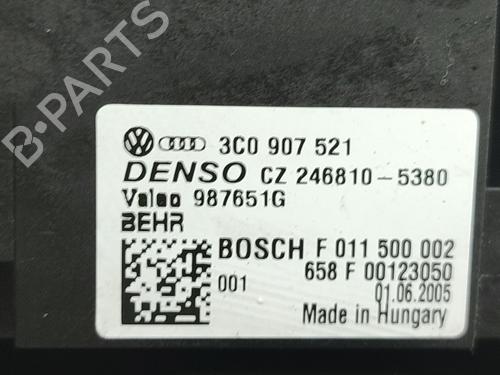 B-PARTS
3C0 907 521
DENSO CZ 246810-5380
Valeo 987651G
BEHR
BOSCH F 011 500 002
001 658 F 00123050
01.06.2005
Made in Hungary